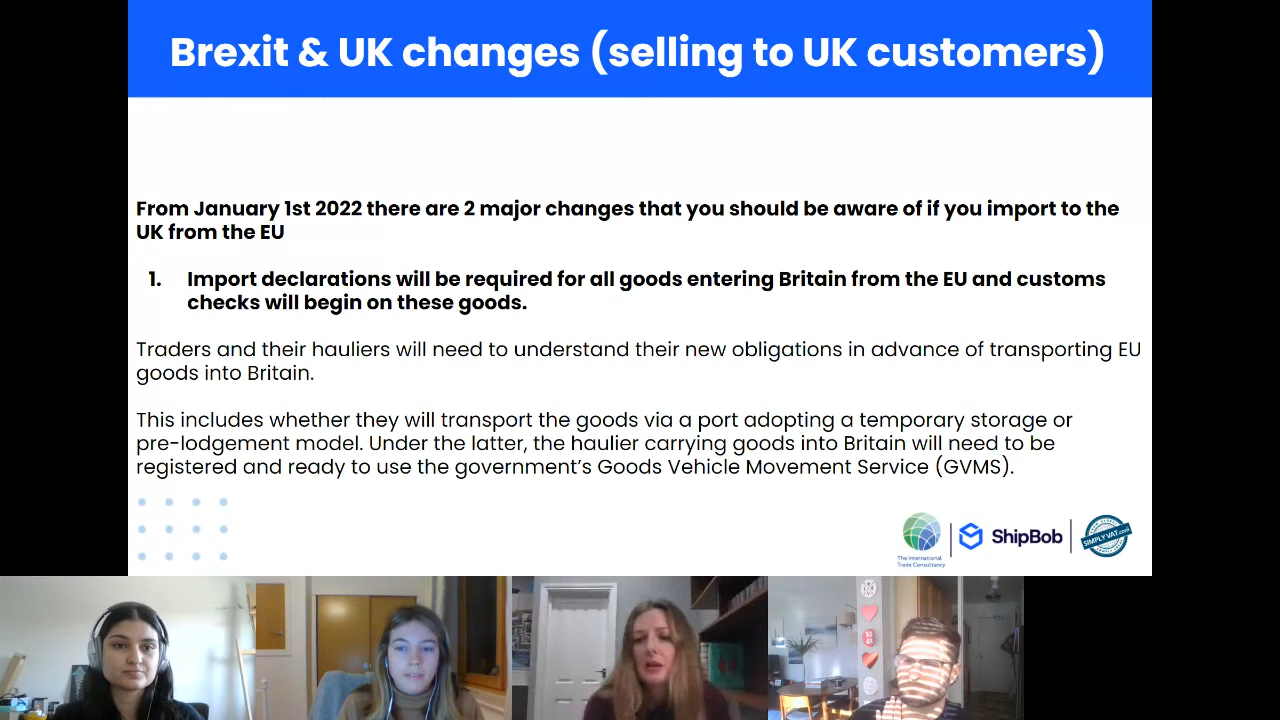 Brexit & UK changes (selling to UK customers)
From January 1st 2022 there are 2 major changes that you should be aware of if you import to the
UK from the EU
1. Import declarations will be required for all goods entering Britain from the EU and customs
checks will begin on these goods.
Traders and their hauliers will need to understand their new obligations in advance of transporting EU
goods into Britain.
This includes whether they will transport the goods via a port adopting a temporary storage or
pre-lodgement model. Under the latter, the haulier carrying goods into Britain will need to be
registered and ready to use the government's Goods Vehicle Movement Service (GVMS).
The International
Trade Consultancy
ShipBob
SIMPLYVAT.com